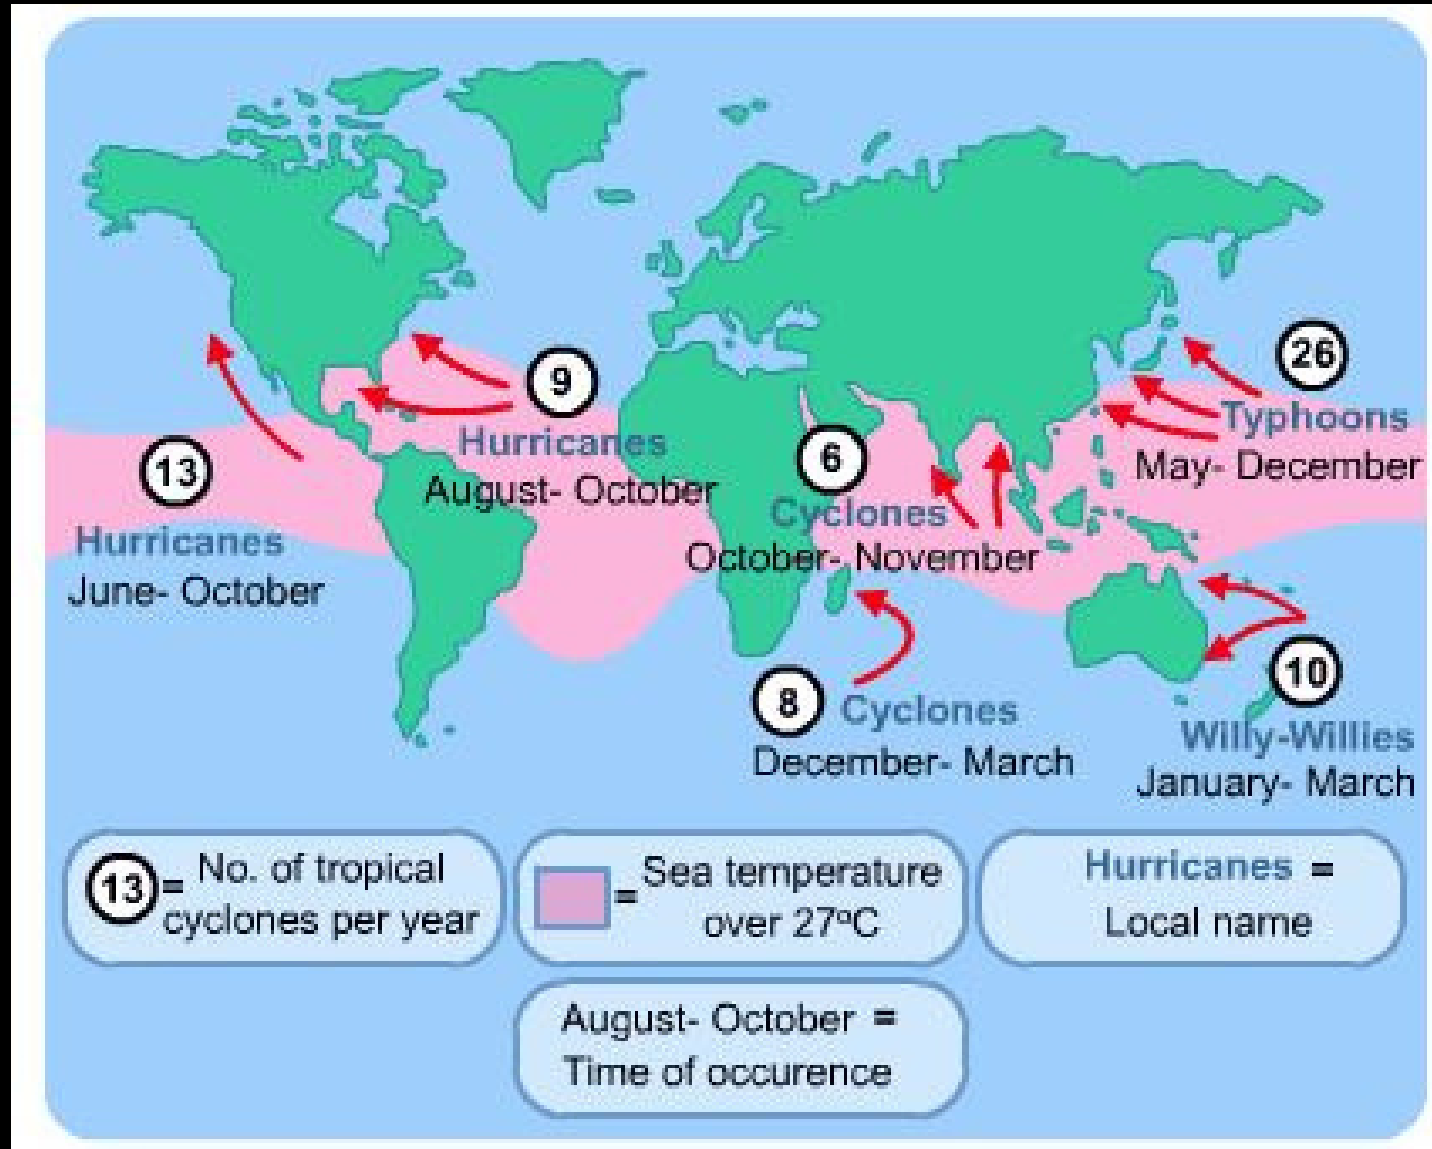 26
9
Typhoons
Hurricanes
6
May- December
13
August- October
Cyclones
Hurricanes
October- November
June- October
10
8
Cyclones
Willy-Willies
December- March
January- March
13 = No. of tropical
cyclones per year
= Sea temperature
over 27ºC
Hurricanes =
Local name
August- October =
Time of occurence